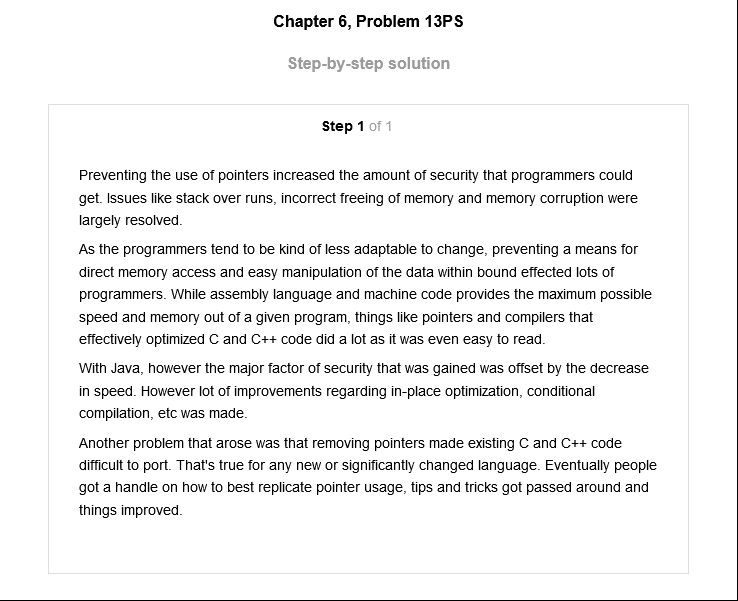 Chapter 6, Problem 13PS
Step-by-step solution
Step 1 of 1
Preventing the use of pointers increased the amount of security that programmers could
get. Issues like stack over runs, incorrect freeing of memory and memory corruption were
largely resolved.
As the programmers tend to be kind of less adaptable to change, preventing a means for
direct memory access and easy manipulation of the data within bound effected lots of
programmers. While assembly language and machine code provides the maximum possible
speed and memory out of a given program, things like pointers and compilers that
effectively optimized C and C++ code did a lot as it was even easy to read.
With Java, however the major factor of security that was gained was offset by the decrease
in speed. However lot of improvements regarding in-place optimization, conditional
compilation, etc was made.
Another problem that arose was that removing pointers made existing C and C++ code
difficult to port. That's true for any new or significantly changed language. Eventually people
got a handle on how to best replicate pointer usage, tips and tricks got passed around and
things improved.